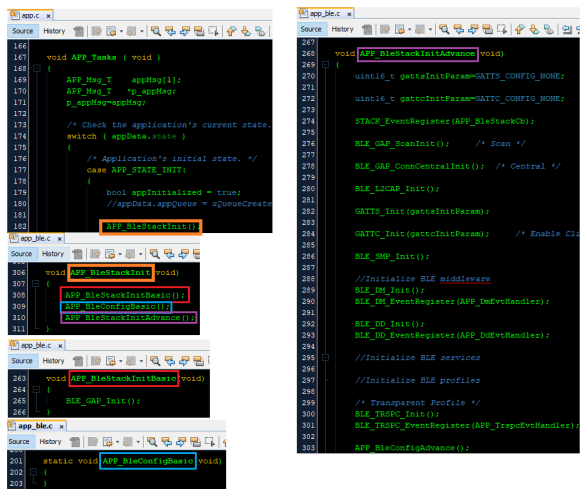 app.c x
Source History
166
167 void APP_Tasks ( void )
168 {
169 APP_Msg_T appMsg[1];
170 APP_Msg_T *p_appMsg;
171 p_appMsg=appMsg;
172
173 /* Check the application's current state.
174 switch ( appData.state )
175 {
176 /* Application's initial state. */
177 case APP_STATE_INIT:
178 {
179 bool appInitialized = true;
180 //appData.appQueue = xQueueCreate
181
182 APP_BleStackInit();
app_ble.c x
Source History
306 void APP_BleStackInit(void)
307 {
308 APP_BleStackInitBasic();
309 APP_BleConfigBasic();
310 APP_BleStackInitAdvance();
311 }
app_ble.c x
Source History
263 void APP_BleStackInitBasic(void)
264 {
265 BLE_GAP_Init();
266 }
app_ble.c x
Source History
201 static void APP_BleConfigBasic(void)
202 {
203 }
app_ble.c x
Source History
267
268 void APP_BleStackInitAdvance(void)
269 {
270 uint16_t gattsInitParam=GATTS_CONFIG_NONE;
271
272 uint16_t gattcInitParam=GATTC_CONFIG_NONE;
273
274 STACK_EventRegister(APP_BleStackCb);
275
276 BLE_GAP_ScanInit(); /* Scan */
277
278 BLE_GAP_ConnCentralInit(); /* Central */
279
280 BLE_L2CAP_Init();
281
282 GATTS_Init(gattsInitParam);
283
284 GATTC_Init(gattcInitParam); /* Enable Cli
285
286 BLE_SMP_Init();
287
288 //Initialize BLE middleware
289 BLE_DM_Init();
290 BLE_DM_EventRegister(APP_DmEvtHandler);
291
292 BLE_DD_Init();
293 BLE_DD_EventRegister(APP_DdEvtHandler);
294
295 //Initialize BLE services
296
297 //Initialize BLE profiles
298
299 /* Transparent Profile */
300 BLE_TRSPC_Init();
301 BLE_TRSPC_EventRegister(APP_TrspcEvtHandler);
302
303 APP_BleConfigAdvance();